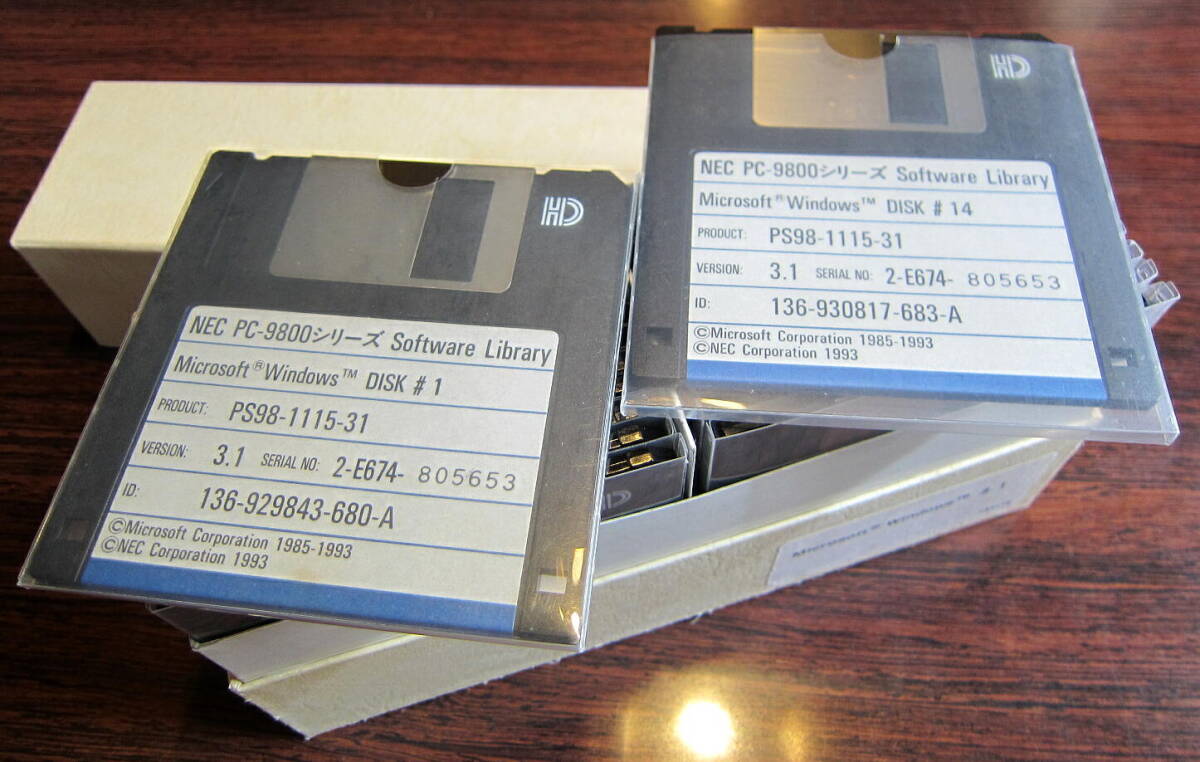 HD
NEC PC-9800シリーズ Software Library
Microsoft® Windows™ DISK # 1
PRODUCT: PS98-1115-31
VERSION: 3.1 SERIAL NO: 2-E674- 805653
ID: 136-929843-680-A
©Microsoft Corporation 1985-1993
©NEC Corporation 1993
HD
NEC PC-9800シリーズ Software Library
Microsoft® Windows™ DISK # 14
PRODUCT: PS98-1115-31
VERSION: 3.1 SERIAL NO: 2-E674- 805653
ID: 136-930817-683-A
©Microsoft Corporation 1985-1993
©NEC Corporation 1993
HD
Microsoft® Windows™